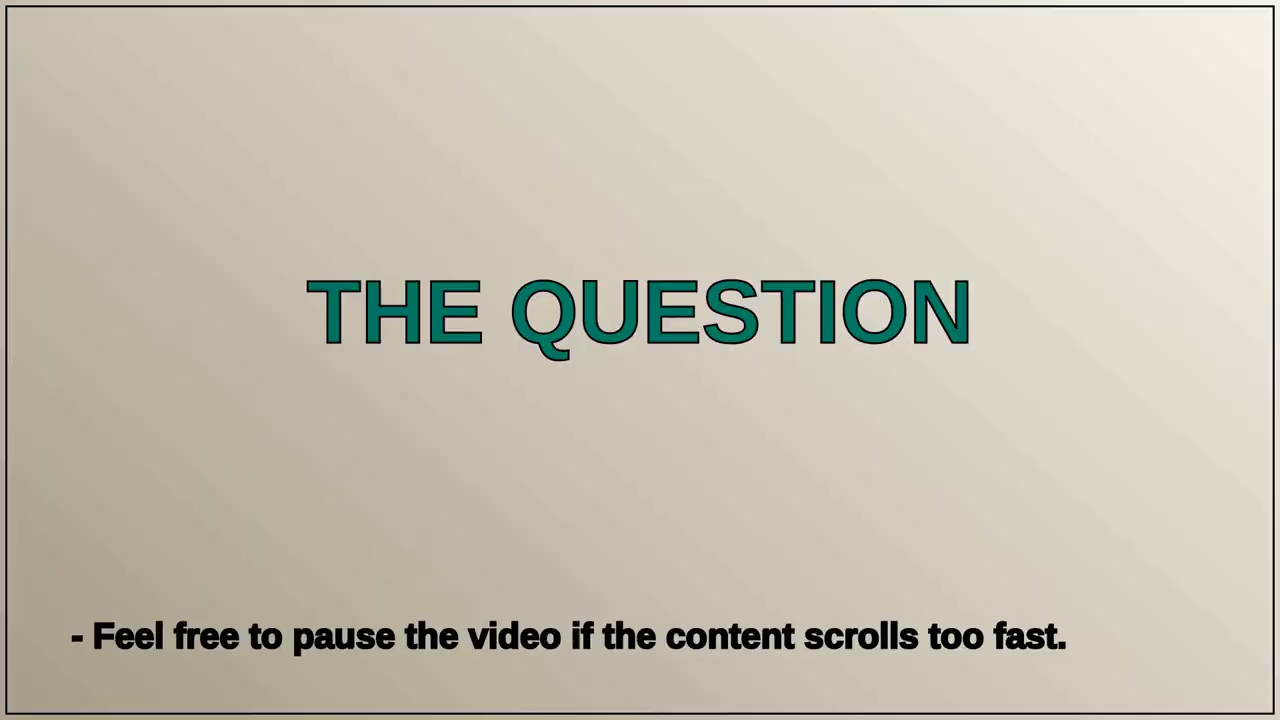 THE QUESTION
- Feel free to pause the video if the content scrolls too fast.